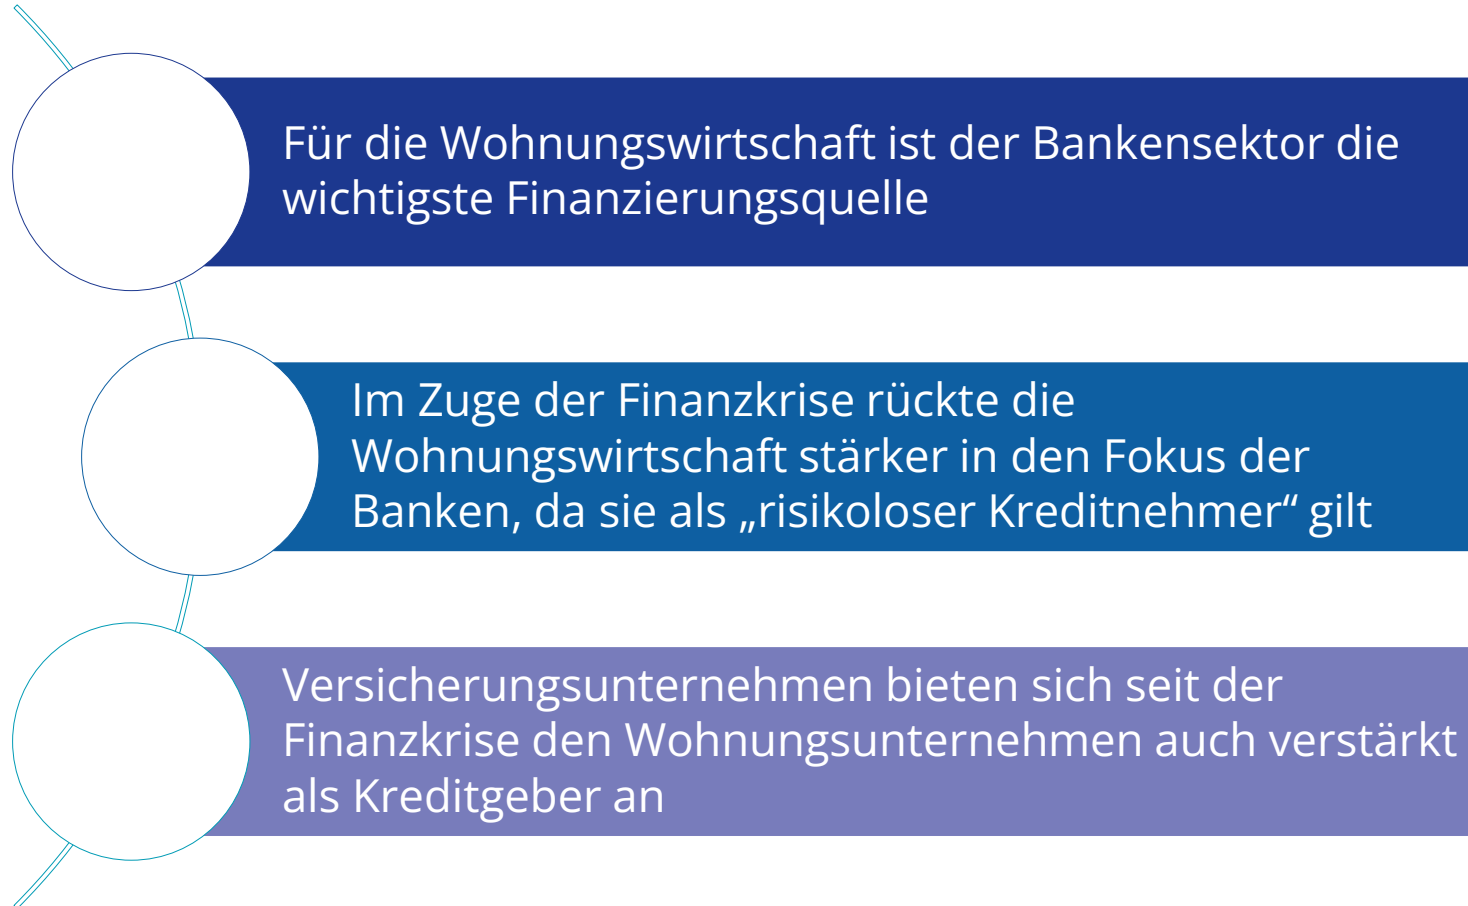 Für die Wohnungswirtschaft ist der Bankensektor die
wichtigste Finanzierungsquelle
Im Zuge der Finanzkrise rückte die
Wohnungswirtschaft stärker in den Fokus der
Banken, da sie als „risikoloser Kreditnehmer“ gilt
Versicherungsunternehmen bieten sich seit der
Finanzkrise den Wohnungsunternehmen auch verstärkt
als Kreditgeber an